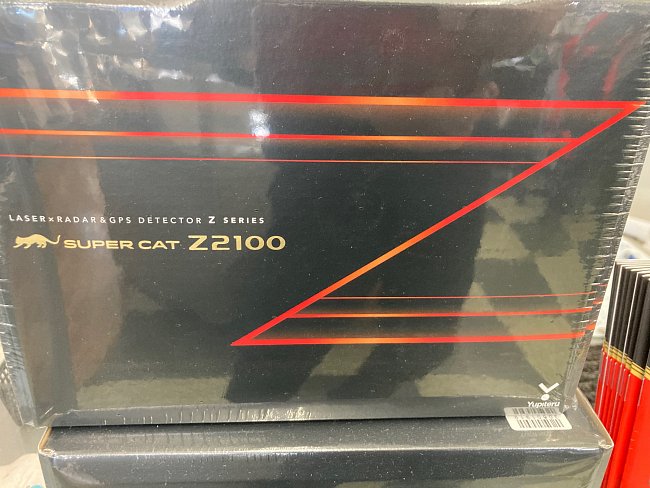 LASER×RADAR&GPS DETECTOR Z SERIES
SUPER CAT Z2100
Yupiteru